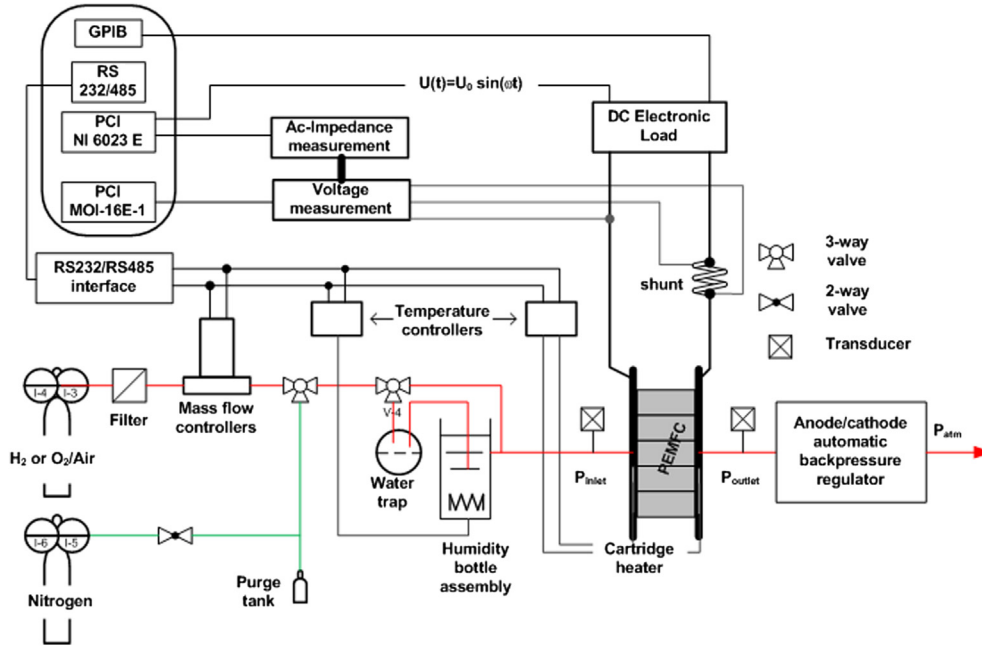 GPIB
RS
232/485
PCI
NI 6023 E
PCI
MOI-16E-1
U(t)=U₀ sin(ωt)
Ac-Impedance
measurement
Voltage
measurement
DC Electronic
Load
RS232/RS485
interface
shunt
3-way
valve
2-way
valve
Transducer
Temperature
controllers
I-4
I-3
Filter
Mass flow
controllers
V-4
H₂ or O₂/Air
Water
trap
Humidity
bottle
assembly
P inlet
PEMFC
P outlet
Anode/cathode
automatic
backpressure
regulator
P atm
Cartridge
heater
I-6
I-5
Nitrogen
Purge
tank